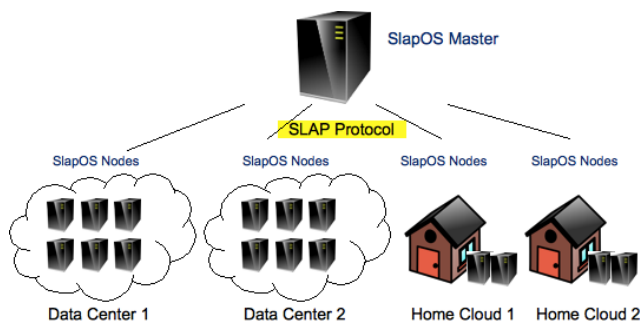 SlapOS Master
SLAP Protocol
SlapOS Nodes
SlapOS Nodes
SlapOS Nodes
SlapOS Nodes
Data Center 1
Data Center 2
Home Cloud 1
Home Cloud 2